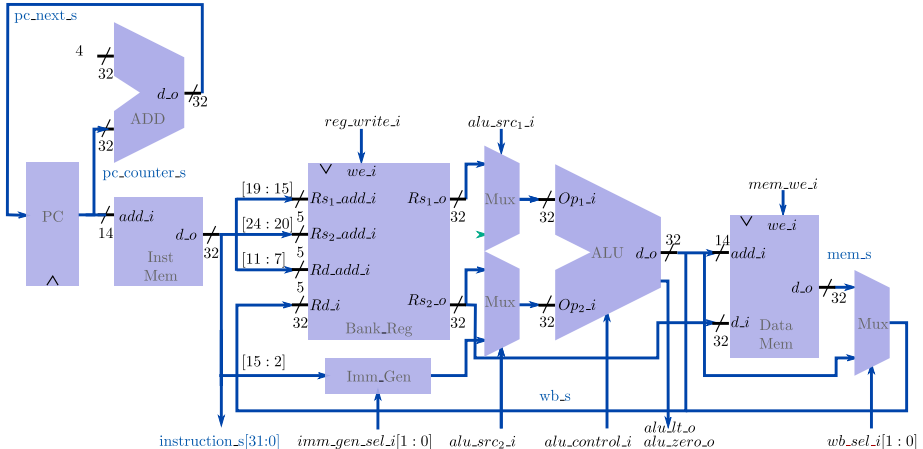 pc_next_s
4
32
d_o
32
ADD
32
pc_counter_s
PC
add_i
14
d_o
32
Inst
Mem
reg_write_i
we_i
[19 : 15]
Rs1_add_i
5
[24 : 20]
Rs2_add_i
5
[11 : 7]
Rd_add_i
5
Rd_i
32
Rs1_o
32
Rs2_o
32
Bank_Reg
[15 : 2]
Imm_Gen
alu_src1_i
Mux
Mux
32
Op1_i
ALU
d_o
32
32
Op2_i
mem_we_i
we_i
14
add_i
d_o
32
d_i
32
Data
Mem
mem_s
Mux
wb_s
instruction_s[31:0]
imm_gen_sel_i[1 : 0]
alu_src2_i
alu_control_i
alu_lt_o
alu_zero_o
wb_sel_i[1 : 0]